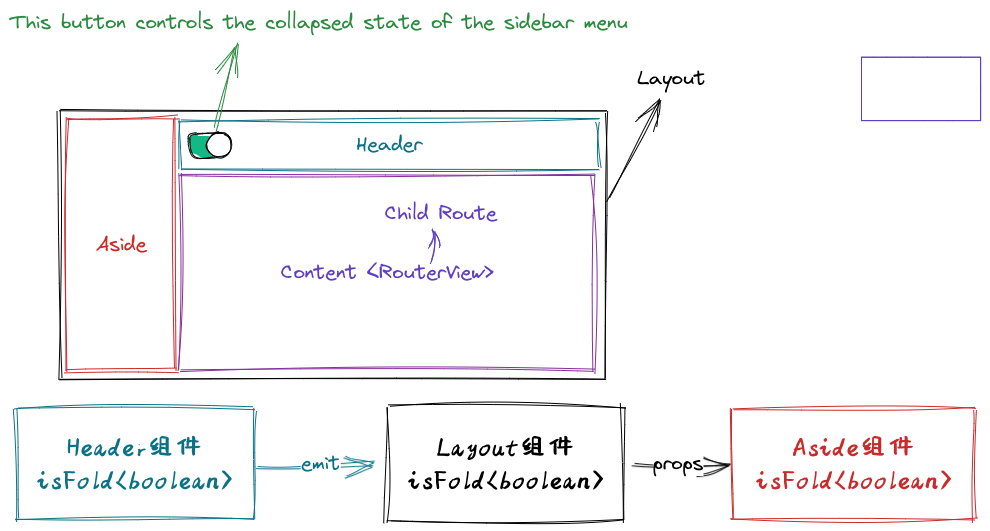 This button controls the collapsed state of the sidebar menu
Layout
Header
Child Route
Aside
Content <RouterView>
Header组件
isFold<boolean>
emit
Layout组件
isFold<boolean>
props
Aside组件
isFold<boolean>